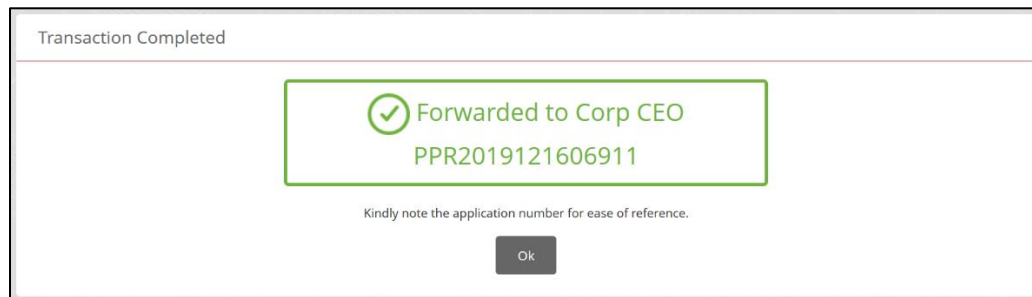 Transaction Completed
Forwarded to Corp CEO
PPR2019121606911
Kindly note the application number for ease of reference.
Ok